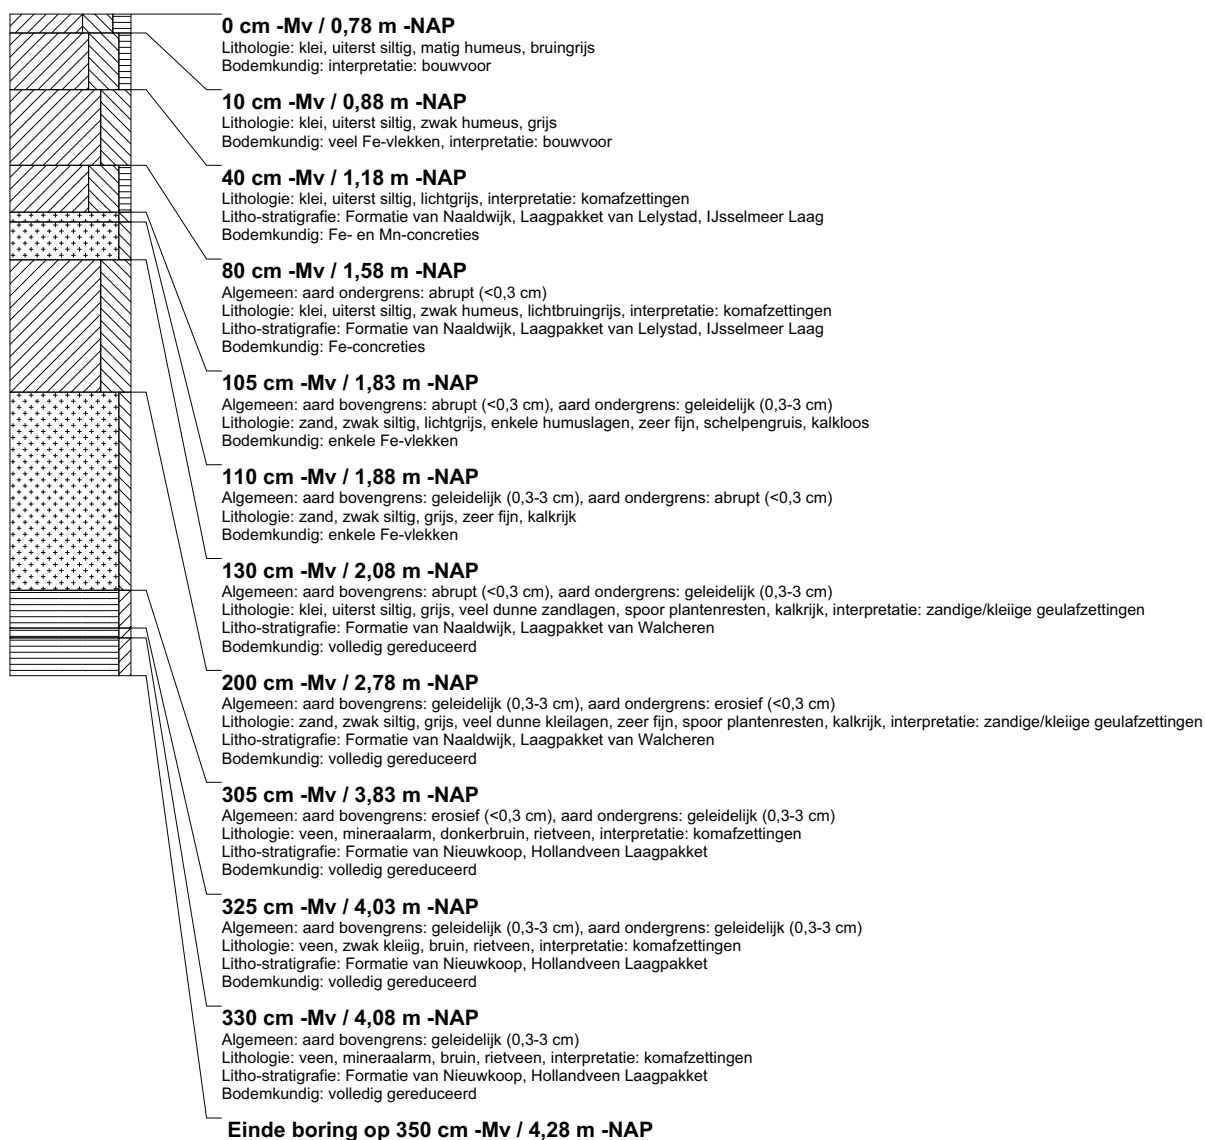 0 cm -Mv / 0,78 m -NAP
Lithologie: klei, uiterst siltig, matig humeus, bruingrijs
Bodemkundig: interpretatie: bouwvoor
10 cm -Mv / 0,88 m -NAP
Lithologie: klei, uiterst siltig, zwak humeus, grijs
Bodemkundig: veel Fe-vlekken, interpretatie: bouwvoor
40 cm -Mv / 1,18 m -NAP
Lithologie: klei, uiterst siltig, lichtgrijs, interpretatie: komafzettingen
Litho-stratigrafie: Formatie van Naaldwijk, Laagpakket van Lelystad, IJsselmeer Laag
Bodemkundig: Fe- en Mn-concreties
80 cm -Mv / 1,58 m -NAP
Algemeen: aard ondergrens: abrupt (<0,3 cm)
Lithologie: klei, uiterst siltig, zwak humeus, lichtbruingrijs, interpretatie: komafzettingen
Litho-stratigrafie: Formatie van Naaldwijk, Laagpakket van Lelystad, IJsselmeer Laag
Bodemkundig: Fe-concreties
105 cm -Mv / 1,83 m -NAP
Algemeen: aard bovengrens: abrupt (<0,3 cm), aard ondergrens: geleidelijk (0,3-3 cm)
Lithologie: zand, zwak siltig, lichtgrijs, enkele humuslagen, zeer fijn, schelpengruis, kalkloos
Bodemkundig: enkele Fe-vlekken
110 cm -Mv / 1,88 m -NAP
Algemeen: aard bovengrens: geleidelijk (0,3-3 cm), aard ondergrens: abrupt (<0,3 cm)
Lithologie: zand, zwak siltig, grijs, zeer fijn, kalkrijk
Bodemkundig: enkele Fe-vlekken
130 cm -Mv / 2,08 m -NAP
Algemeen: aard bovengrens: abrupt (<0,3 cm), aard ondergrens: geleidelijk (0,3-3 cm)
Lithologie: klei, uiterst siltig, grijs, veel dunne zandlagen, spoor plantenresten, kalkrijk, interpretatie: zandige/kleiige geulafzettingen
Litho-stratigrafie: Formatie van Naaldwijk, Laagpakket van Walcheren
Bodemkundig: volledig gereduceerd
200 cm -Mv / 2,78 m -NAP
Algemeen: aard bovengrens: geleidelijk (0,3-3 cm), aard ondergrens: erosief (<0,3 cm)
Lithologie: zand, zwak siltig, grijs, veel dunne kleilagen, zeer fijn, spoor plantenresten, kalkrijk, interpretatie: zandige/kleiige geulafzettingen
Litho-stratigrafie: Formatie van Naaldwijk, Laagpakket van Walcheren
Bodemkundig: volledig gereduceerd
305 cm -Mv / 3,83 m -NAP
Algemeen: aard bovengrens: erosief (<0,3 cm), aard ondergrens: geleidelijk (0,3-3 cm)
Lithologie: veen, mineraalarm, donkerbruin, rietveen, interpretatie: komafzettingen
Litho-stratigrafie: Formatie van Nieuwkoop, Hollandveen Laagpakket
Bodemkundig: volledig gereduceerd
325 cm -Mv / 4,03 m -NAP
Algemeen: aard bovengrens: geleidelijk (0,3-3 cm), aard ondergrens: geleidelijk (0,3-3 cm)
Lithologie: veen, zwak kleiig, bruin, rietveen, interpretatie: komafzettingen
Litho-stratigrafie: Formatie van Nieuwkoop, Hollandveen Laagpakket
Bodemkundig: volledig gereduceerd
330 cm -Mv / 4,08 m -NAP
Algemeen: aard bovengrens: geleidelijk (0,3-3 cm)
Lithologie: veen, mineraalarm, bruin, rietveen, interpretatie: komafzettingen
Litho-stratigrafie: Formatie van Nieuwkoop, Hollandveen Laagpakket
Bodemkundig: volledig gereduceerd
Einde boring op 350 cm -Mv / 4,28 m -NAP